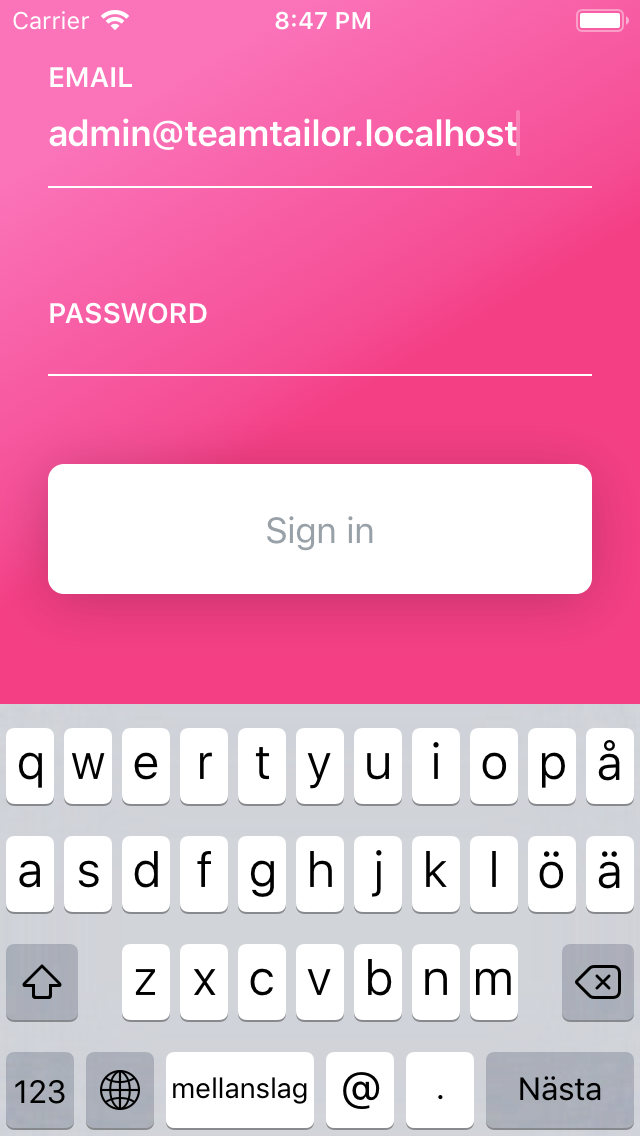 Carrier 8:47 PM
EMAIL
admin@teamtailor.localhost
PASSWORD
Sign in
q w e r t y u i o p å
a s d f g h j k l ö ä
z x c v b n m
123 mellanslag @ . Nästa